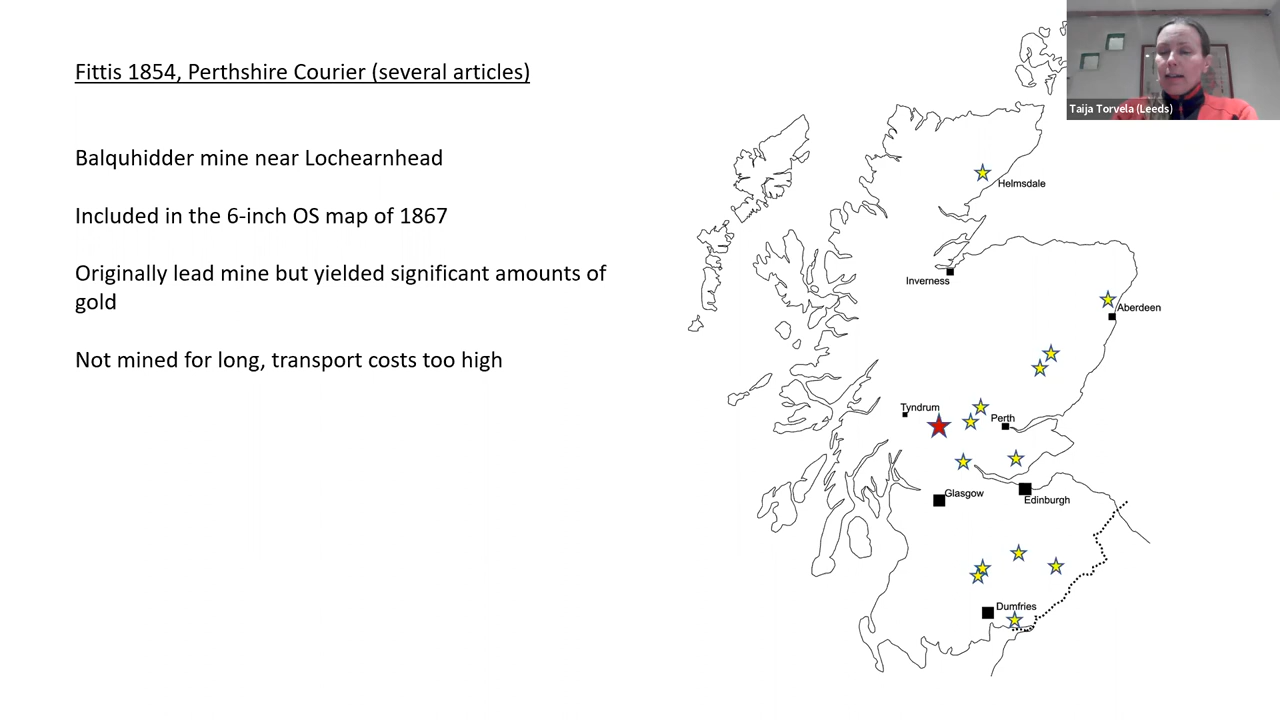 Fittis 1854, Perthshire Courier (several articles)
Balquhidder mine near Lochearnhead
Included in the 6-inch OS map of 1867
Originally lead mine but yielded significant amounts of
gold
Not mined for long, transport costs too high
Taija Torvela (Leeds)
Helmsdale
Inverness
Aberdeen
Tyndrum
Perth
Glasgow
Edinburgh
Dumfries